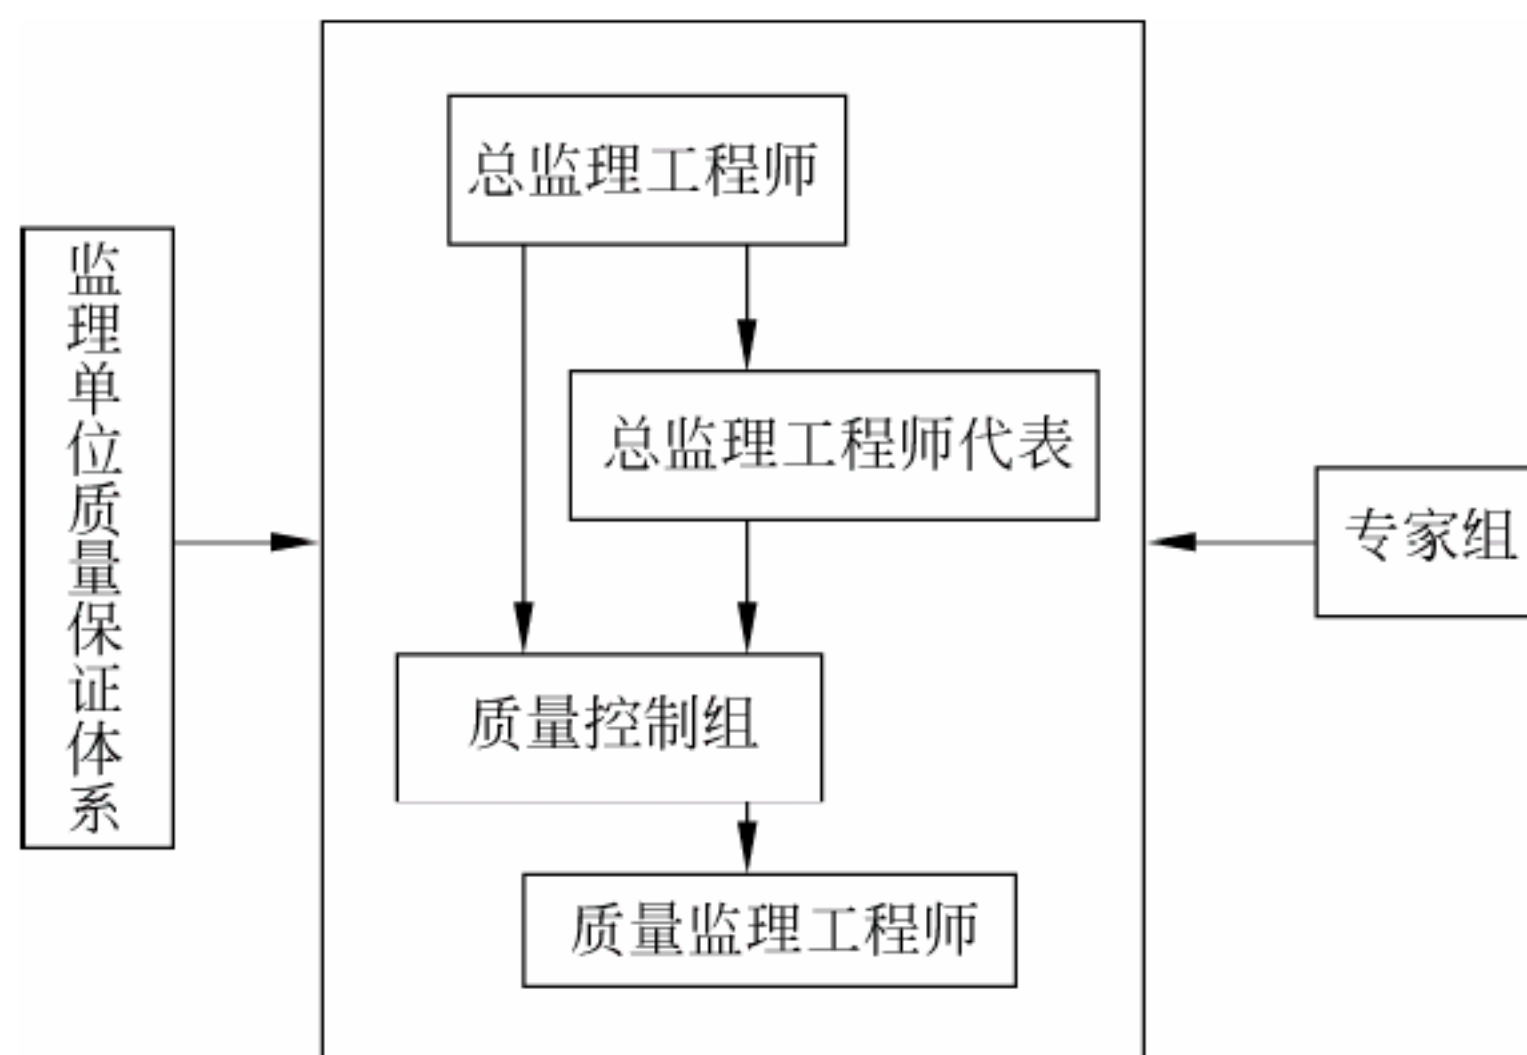 总监理工程师
监理单位质量保证体系
总监理工程师代表
专家组
质量控制组
质量监理工程师